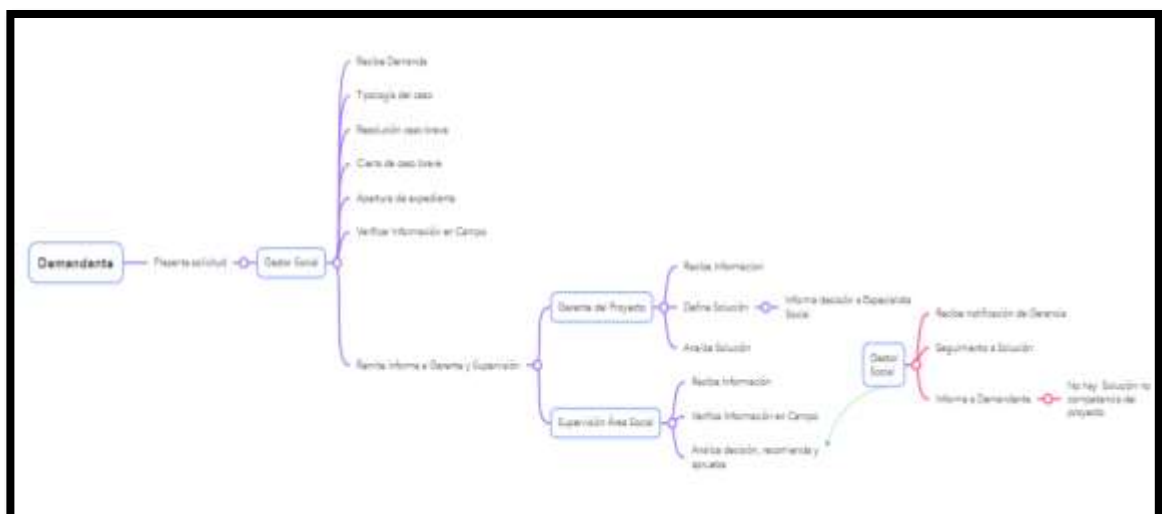 Recibe Demanda
Tipología del caso
Resolución caso breve
Cierre de caso breve
Apertura de expediente
Verifica Información en Campo
Demandante
Presenta solicitud
Gestor Social
Remite Informe a Gerente y Supervisión
Gerente del Proyecto
Recibe Información
Define Solución
Informa decisión a Especialista
Social
Analiza Solución
Supervisión Área Social
Recibe Información
Verifica Información en Campo
Analiza decisión, recomienda y
aprueba
Gestor
Social
Recibe notificación de Gerencia
Seguimiento a Solución
Informa a Demandante
No hay Solución no
competencia del
proyecto